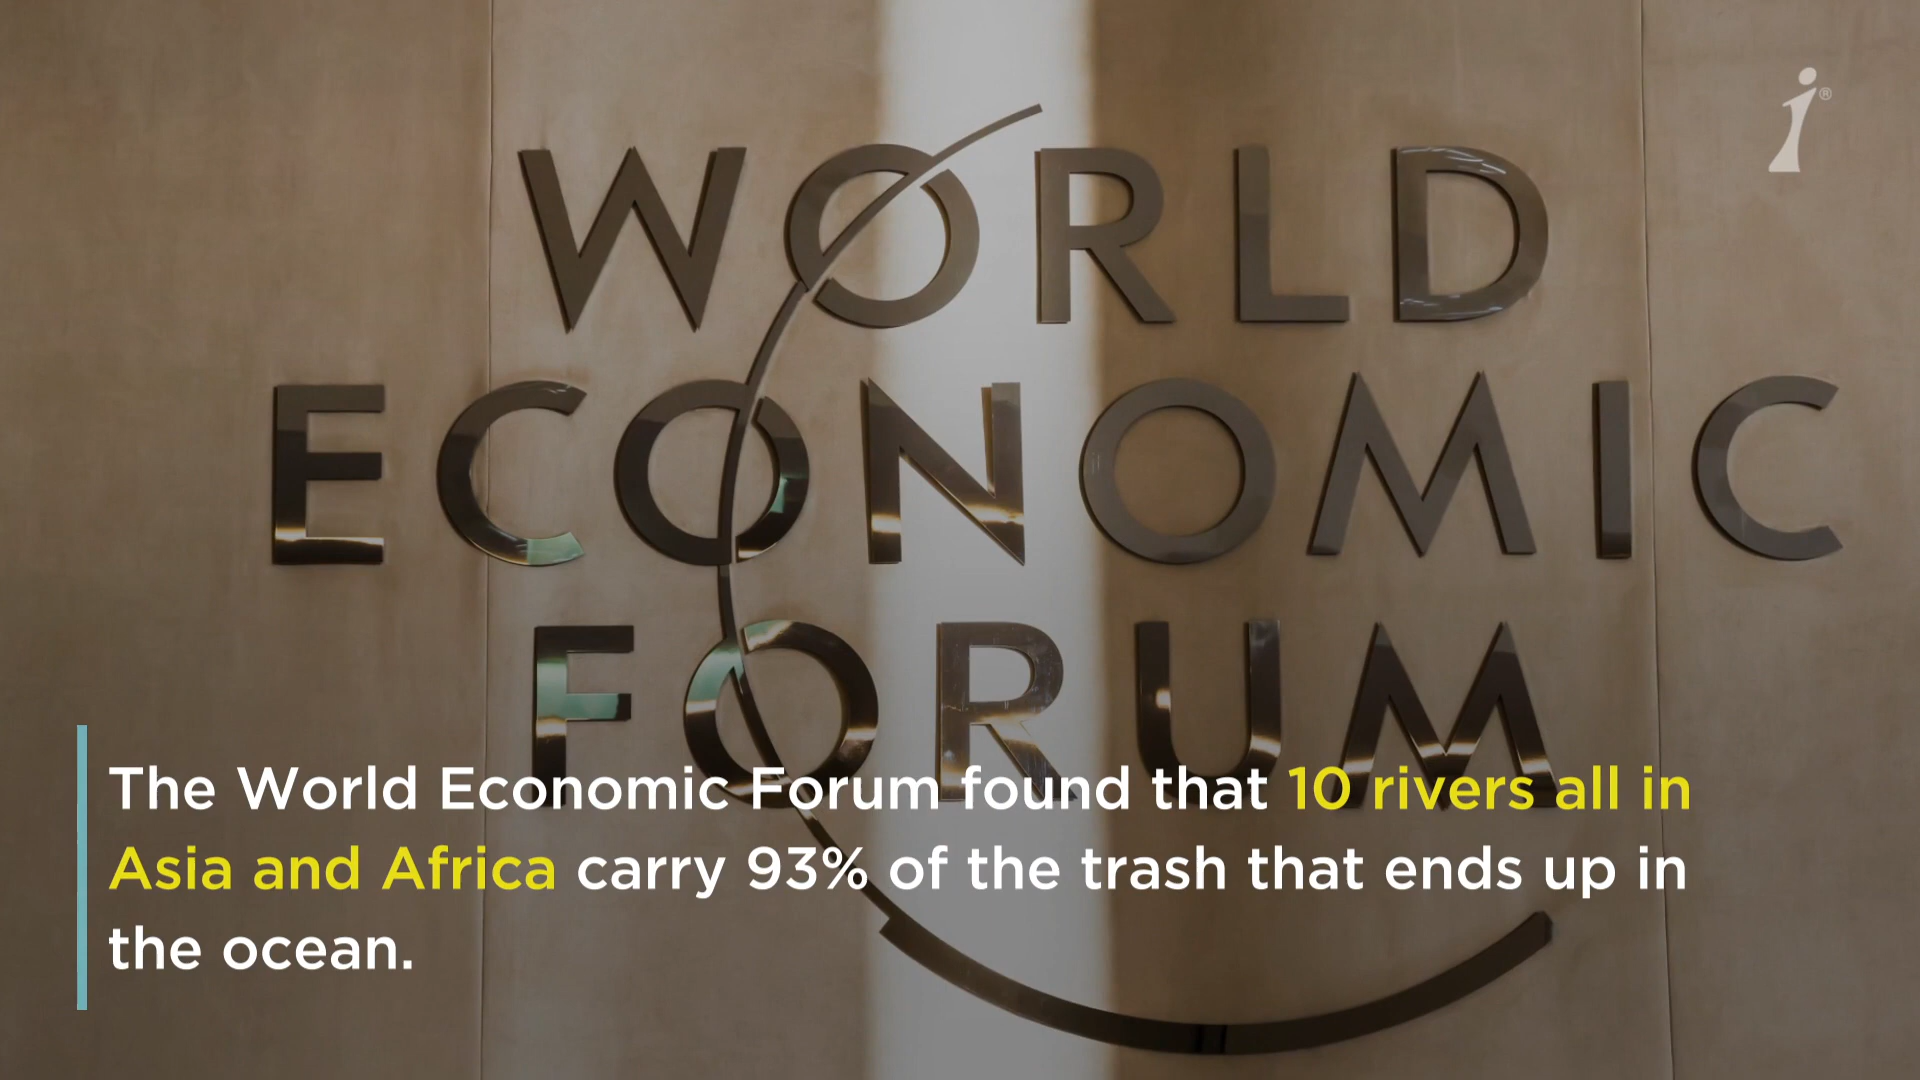 WORLD
ECONOMIC
FORUM
The World Economic Forum found that 10 rivers all in
Asia and Africa carry 93% of the trash that ends up in
the ocean.
i®